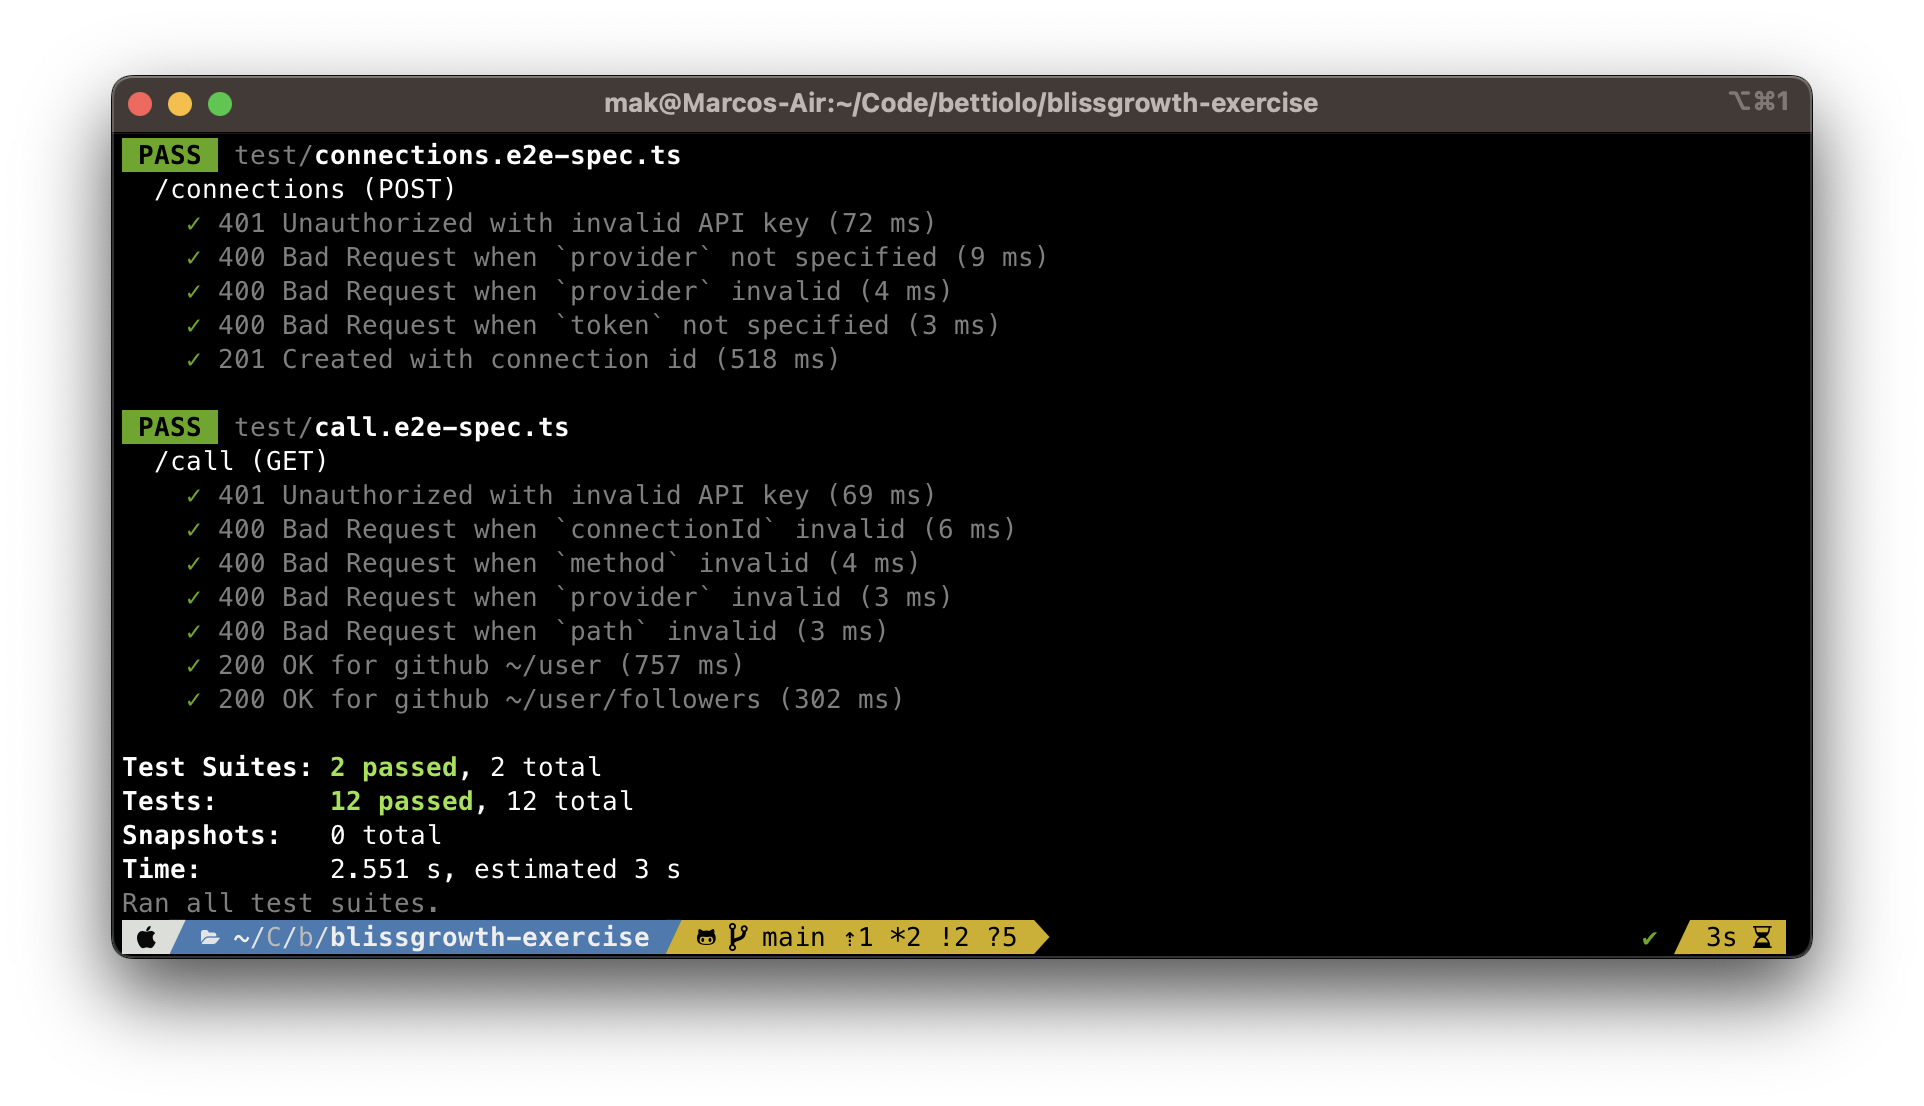 mak@Marcos-Air:~/Code/bettiolo/blissgrowth-exercise ⌥⌘1
PASS test/connections.e2e-spec.ts
/connections (POST)
✓ 401 Unauthorized with invalid API key (72 ms)
✓ 400 Bad Request when `provider` not specified (9 ms)
✓ 400 Bad Request when `provider` invalid (4 ms)
✓ 400 Bad Request when `token` not specified (3 ms)
✓ 201 Created with connection id (518 ms)
PASS test/call.e2e-spec.ts
/call (GET)
✓ 401 Unauthorized with invalid API key (69 ms)
✓ 400 Bad Request when `connectionId` invalid (6 ms)
✓ 400 Bad Request when `method` invalid (4 ms)
✓ 400 Bad Request when `provider` invalid (3 ms)
✓ 400 Bad Request when `path` invalid (3 ms)
✓ 200 OK for github ~/user (757 ms)
✓ 200 OK for github ~/user/followers (302 ms)
Test Suites: 2 passed, 2 total
Tests: 12 passed, 12 total
Snapshots: 0 total
Time: 2.551 s, estimated 3 s
Ran all test suites.
~/C/b/blissgrowth-exercise main ⇡1 *2 !2 ?5 ✔ 3s